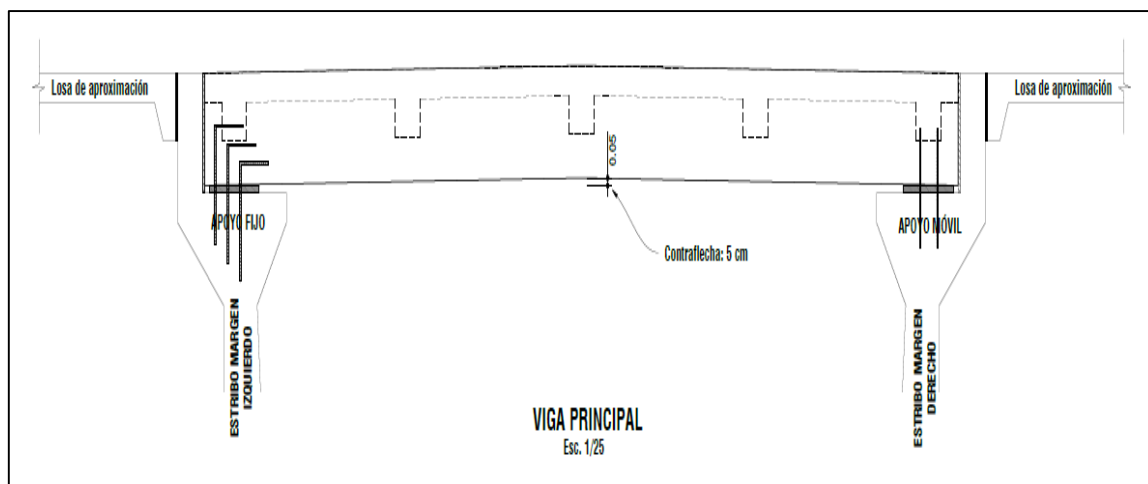 Losa de aproximación
Losa de aproximación
0.05
APOYO FIJO
APOYO MÓVIL
Contraflecha: 5 cm
ESTRIBO MARGEN
IZQUIERDO
ESTRIBO MARGEN
DERECHO
VIGA PRINCIPAL
Esc. 1/25